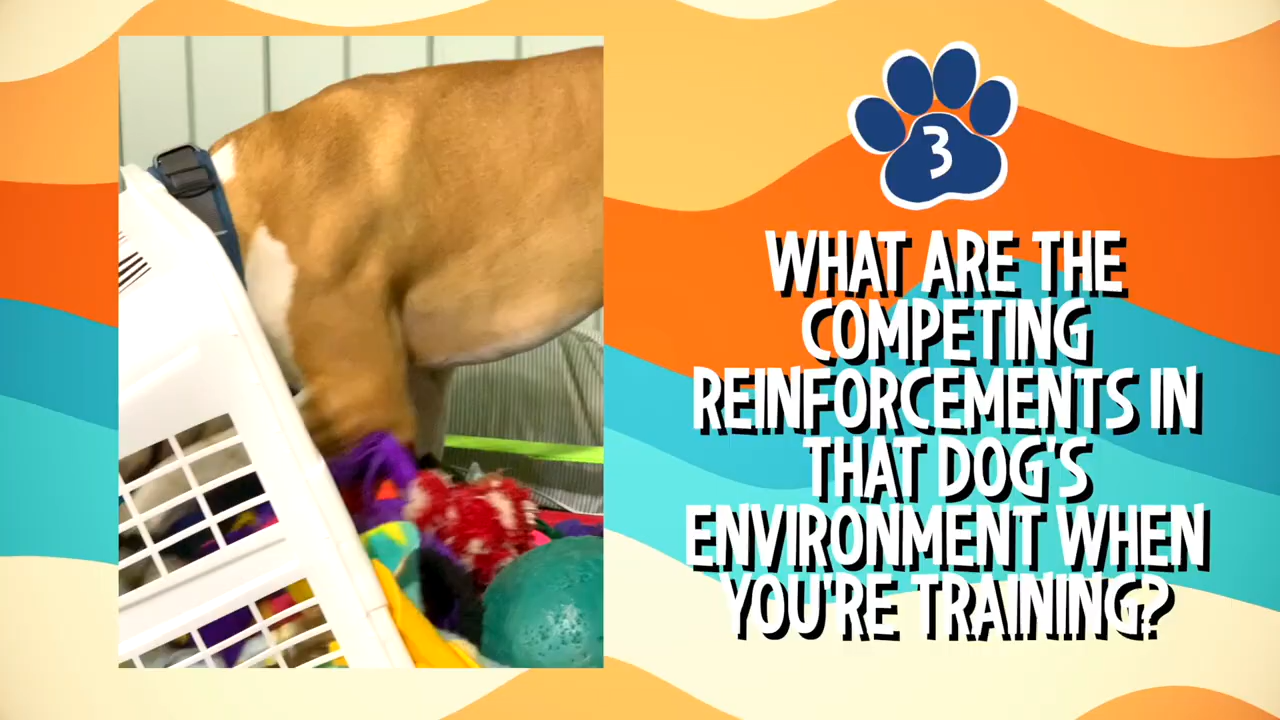 3
WHAT ARE THE
COMPETING
REINFORCEMENTS IN
THAT DOG'S
ENVIRONMENT WHEN
YOU'RE TRAINING?